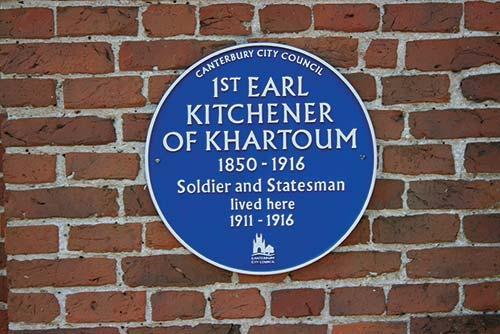 CANTERBURY CITY COUNCIL
1ST EARL
KITCHENER
OF KHARTOUM
1850 - 1916
Soldier and Statesman
lived here
1911 - 1916
CANTERBURY
CITY COUNCIL